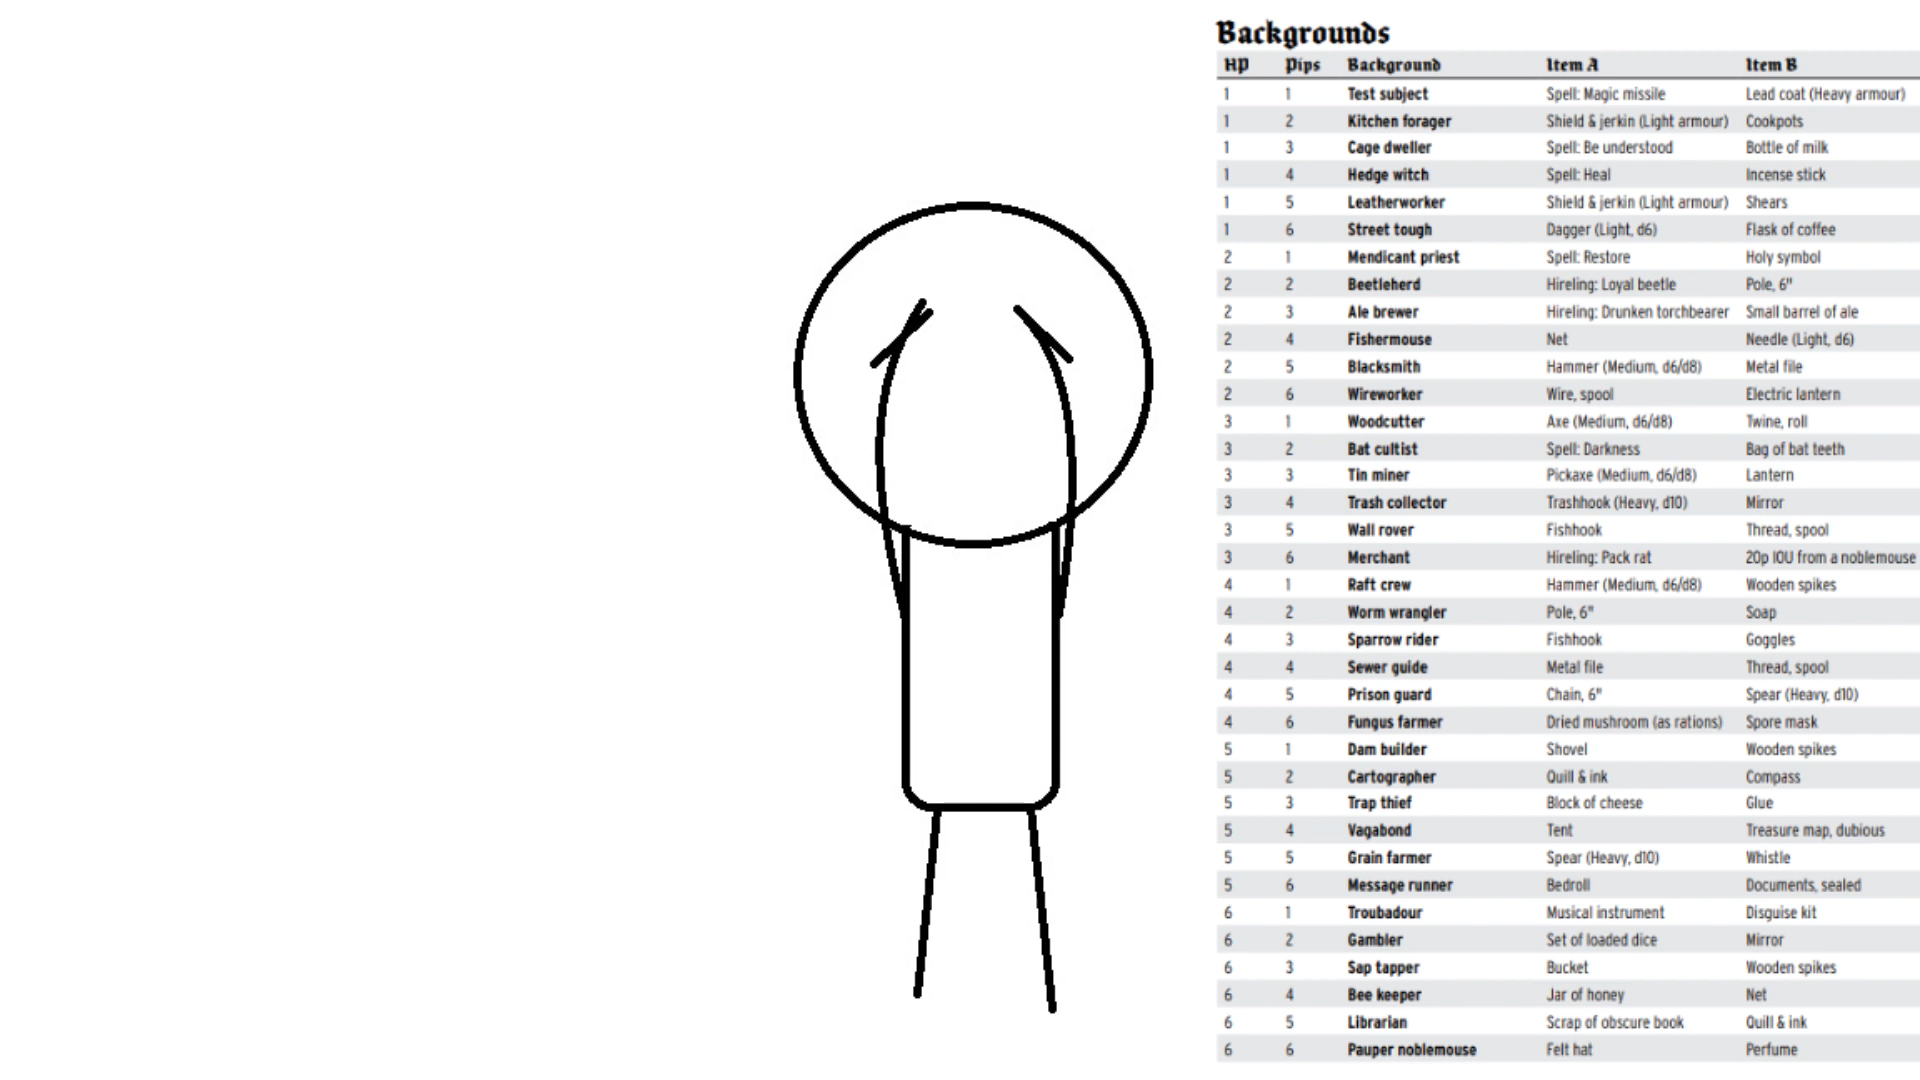 Backgrounds
HP Pips Background Item A Item B
1 1 Test subject Spell: Magic missile Lead coat (Heavy armour)
1 2 Kitchen forager Shield & jerkin (Light armour) Cookpots
1 3 Cage dweller Spell: Be understood Bottle of milk
1 4 Hedge witch Spell: Heal Incense stick
1 5 Leatherworker Shield & jerkin (Light armour) Shears
1 6 Street tough Dagger (Light, d6) Flask of coffee
2 1 Mendicant priest Spell: Restore Holy symbol
2 2 Beetleherd Hireling: Loyal beetle Pole, 6"
2 3 Ale brewer Hireling: Drunken torchbearer Small barrel of ale
2 4 Fishermouse Net Needle (Light, d6)
2 5 Blacksmith Hammer (Medium, d6/d8) Metal file
2 6 Wireworker Wire, spool Electric lantern
3 1 Woodcutter Axe (Medium, d6/d8) Twine, roll
3 2 Bat cultist Spell: Darkness Bag of bat teeth
3 3 Tin miner Pickaxe (Medium, d6/d8) Lantern
3 4 Trash collector Trashhook (Heavy, d10) Mirror
3 5 Wall rover Fishhook Thread, spool
3 6 Merchant Hireling: Pack rat 20p IOU from a noblemouse
4 1 Raft crew Hammer (Medium, d6/d8) Wooden spikes
4 2 Worm wrangler Pole, 6" Soap
4 3 Sparrow rider Fishhook Goggles
4 4 Sewer guide Metal file Thread, spool
4 5 Prison guard Chain, 6" Spear (Heavy, d10)
4 6 Fungus farmer Dried mushroom (as rations) Spore mask
5 1 Dam builder Shovel Wooden spikes
5 2 Cartographer Quill & ink Compass
5 3 Trap thief Block of cheese Glue
5 4 Vagabond Tent Treasure map, dubious
5 5 Grain farmer Spear (Heavy, d10) Whistle
5 6 Message runner Bedroll Documents, sealed
6 1 Troubadour Musical instrument Disguise kit
6 2 Gambler Set of loaded dice Mirror
6 3 Sap tapper Bucket Wooden spikes
6 4 Bee keeper Jar of honey Net
6 5 Librarian Scrap of obscure book Quill & ink
6 6 Pauper noblemouse Felt hat Perfume